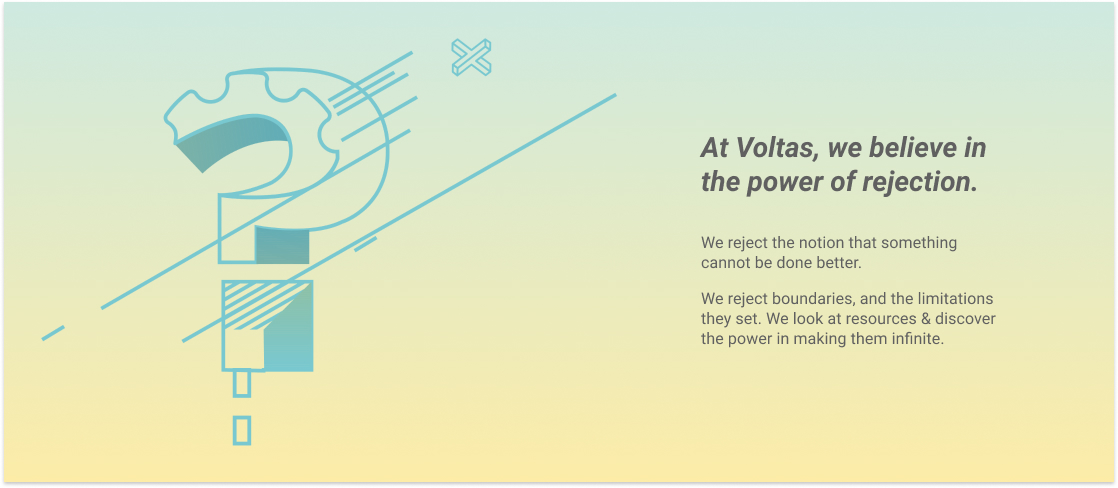 At Voltas, we believe in
the power of rejection.
We reject the notion that something
cannot be done better.
We reject boundaries, and the limitations
they set. We look at resources & discover
the power in making them infinite.